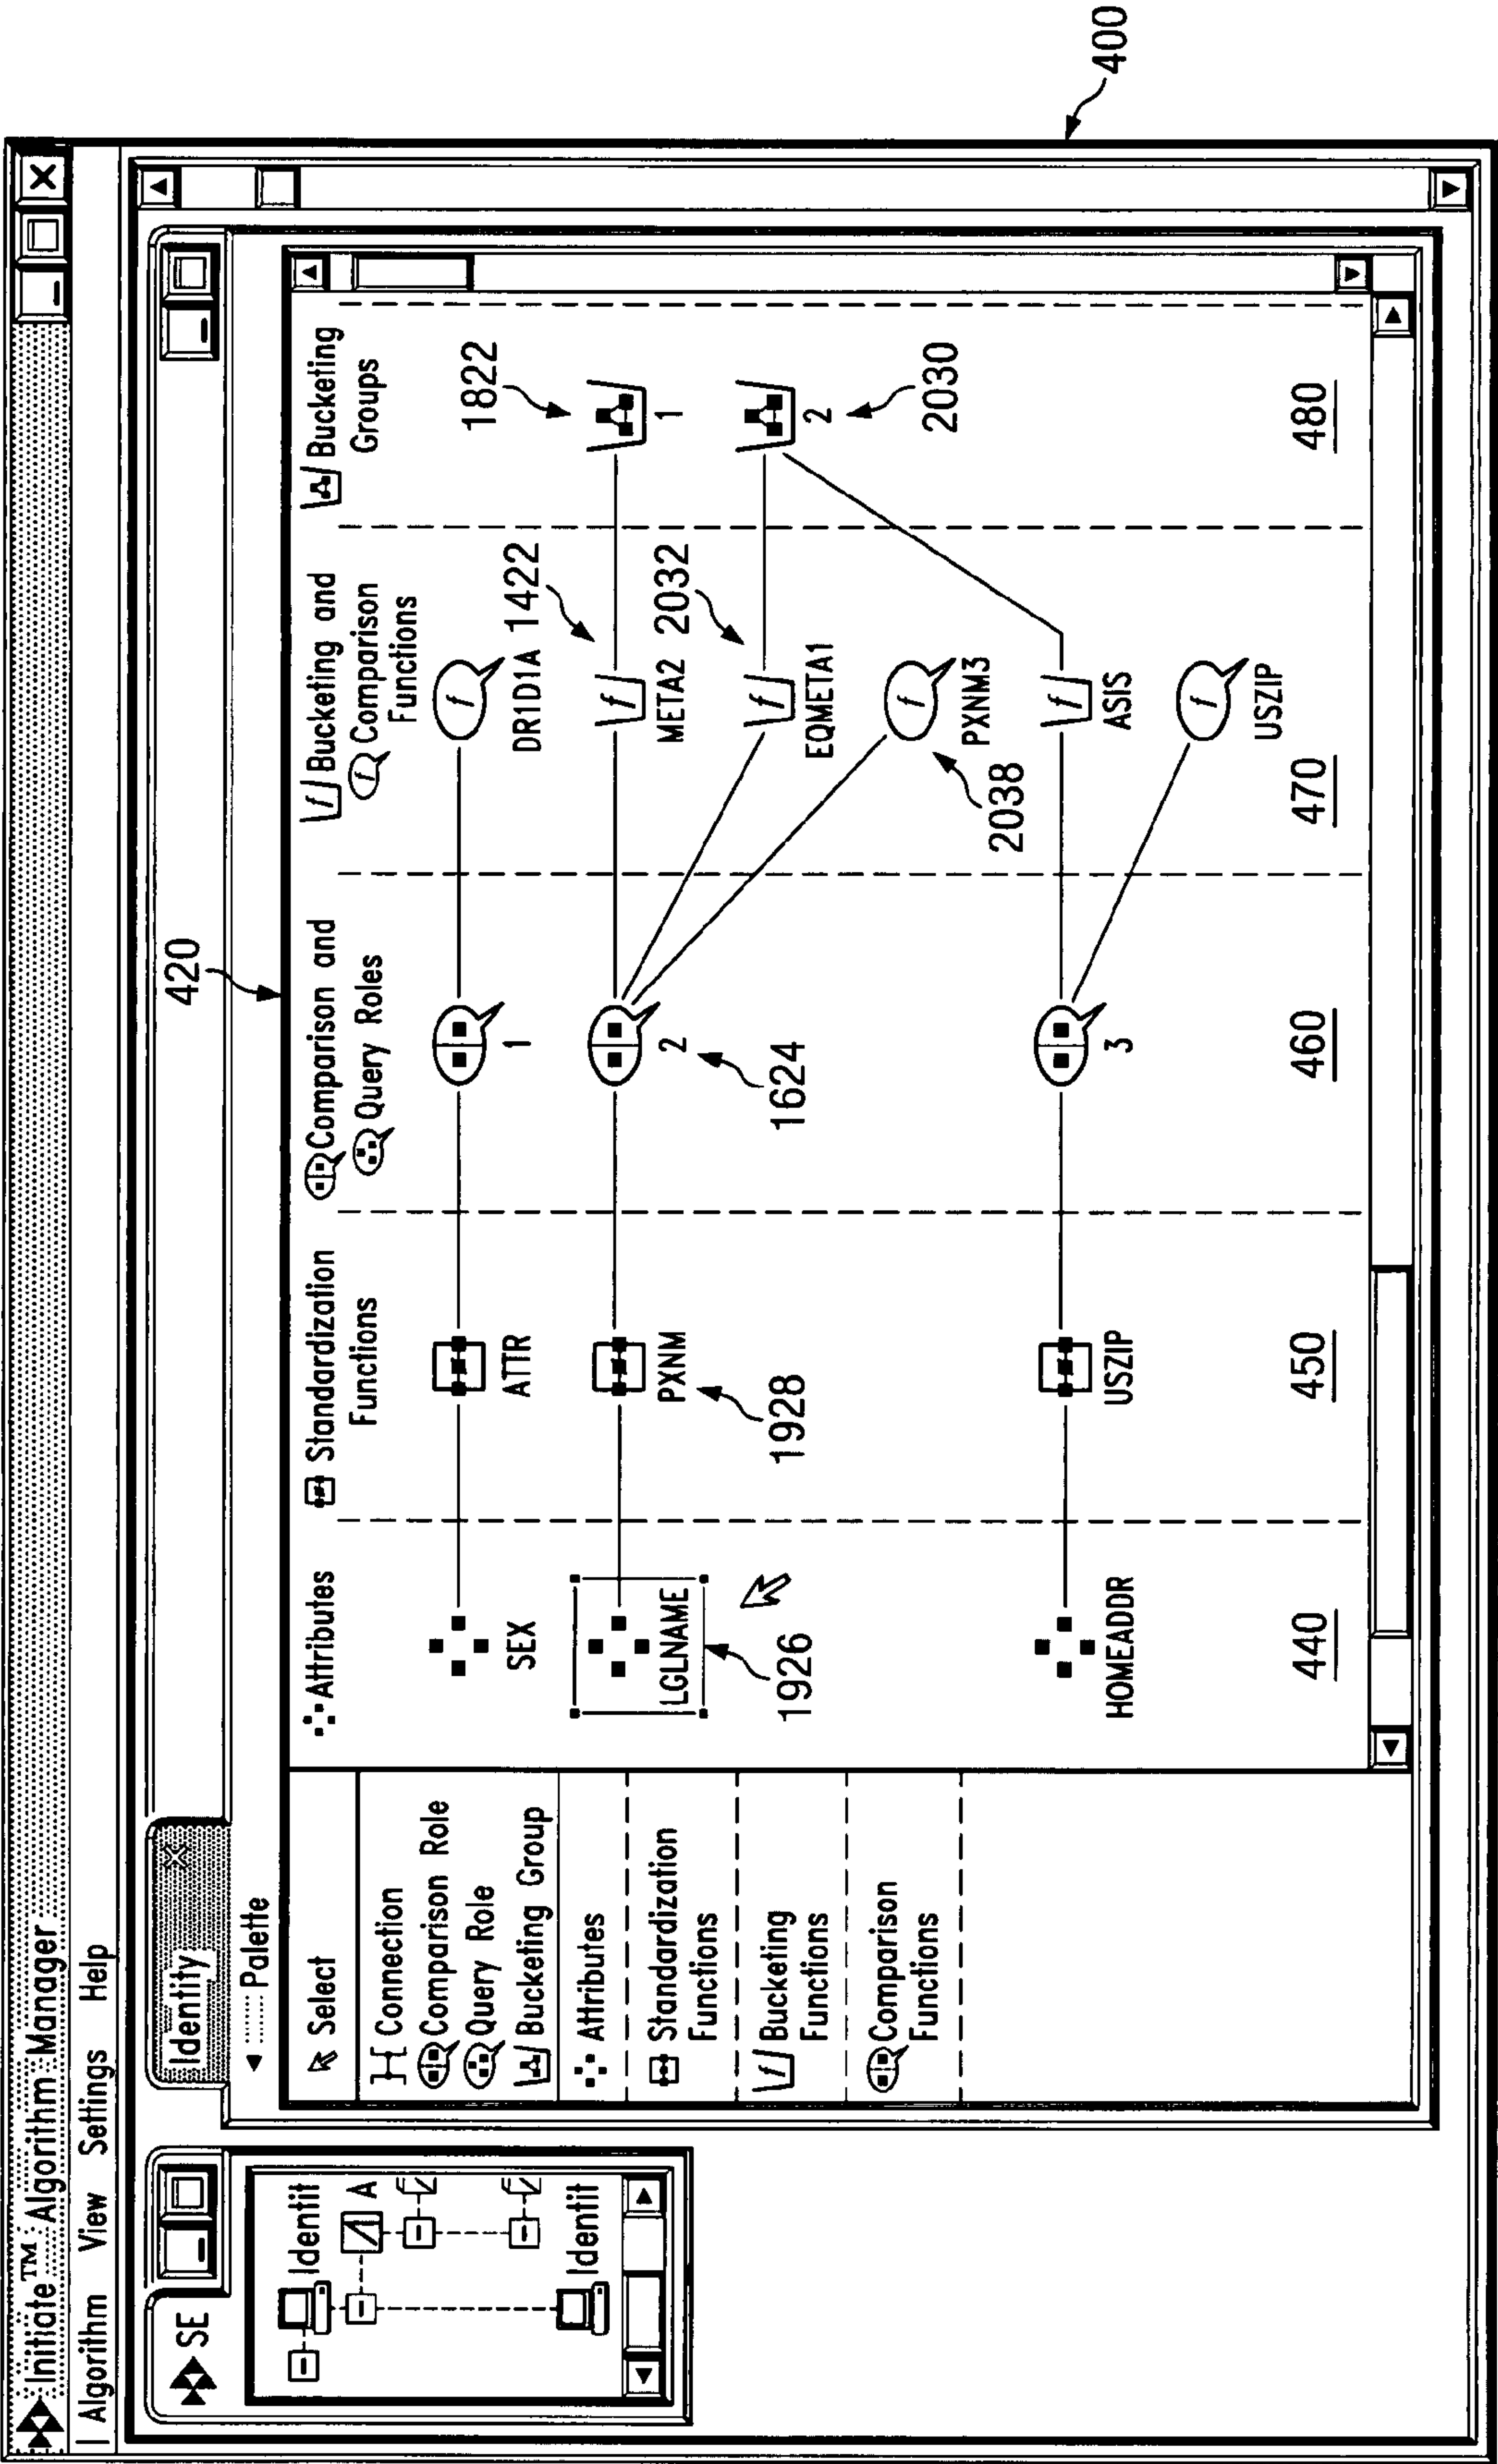 Initiate™ Algorithm Manager
Algorithm View Settings Help
SE
Identit
A
Identit
Identity
Palette
Select
Connection
Comparison Role
Query Role
Bucketing Group
Attributes
Standardization
Functions
Bucketing
Functions
Comparison
Functions
420
Attributes
Standardization
Functions
Comparison and
Query Roles
Bucketing and
Comparison
Functions
Bucketing
Groups
SEX
ATTR
1
DR1D1A
1422
1822
LGLNAME
PXNM
2
META2
1
1926
1928
1624
2032
EQMETA1
2
2030
PXNM3
2038
HOMEADDR
USZIP
3
ASIS
USZIP
440
450
460
470
480
400